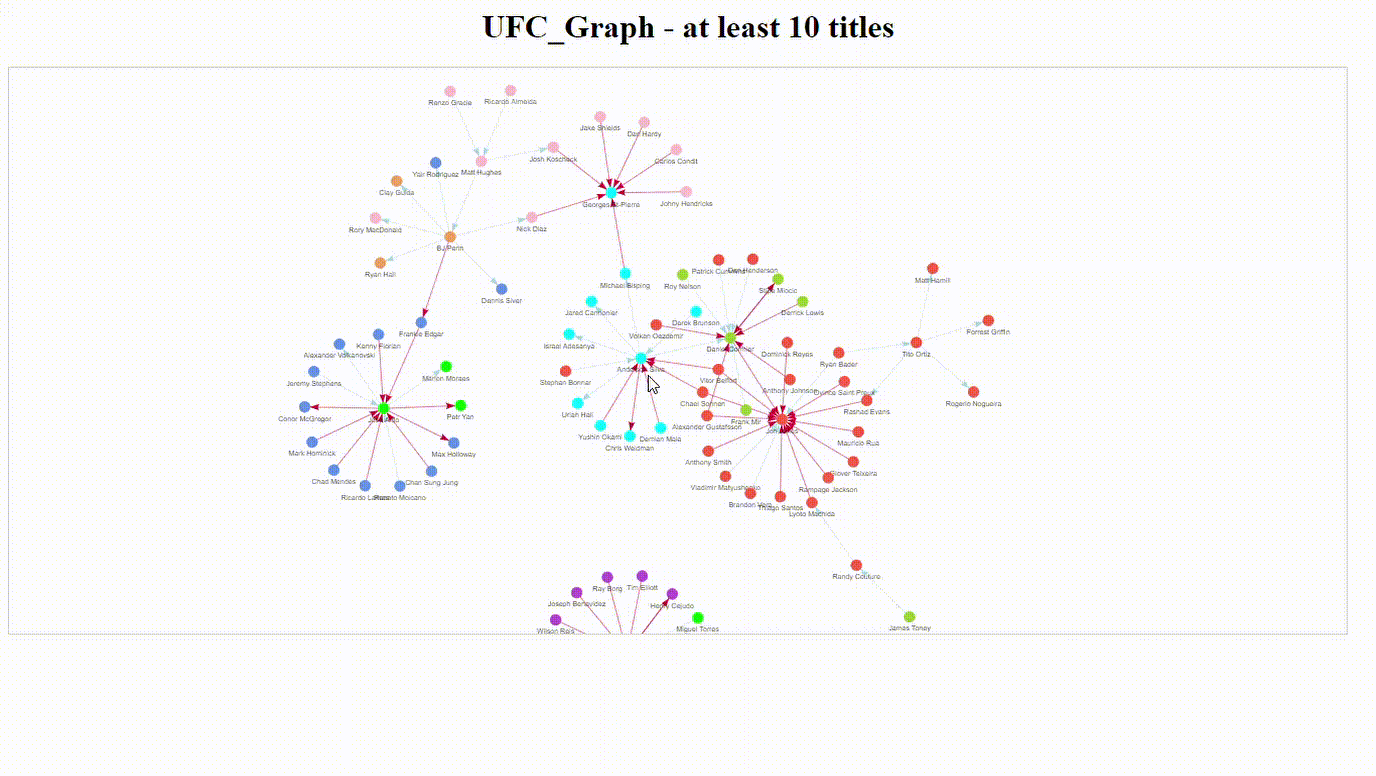 UFC_Graph - at least 10 titles
Renzo Gracie
Ricardo Almeida
Jake Shields
Dan Hardy
Josh Koscheck
Carlos Condit
Matt Hughes
Yair Rodriguez
Clay Guida
Georges St-Pierre
Johny Hendricks
Rory MacDonald
Nick Diaz
BJ Penn
Ryan Hall
Patrick Cummins
Dan Henderson
Matt Hamill
Roy Nelson
Michael Bisping
Stipe Miocic
Dennis Siver
Jared Cannonier
Derrick Lewis
Derek Brunson
Frankie Edgar
Volkan Oezdemir
Forrest Griffin
Kenny Florian
Israel Adesanya
Daniel Cormier
Tito Ortiz
Alexander Volkanovski
Dominick Reyes
Ryan Bader
Anderson Silva
Marlon Moraes
Jeremy Stephens
Stephan Bonnar
Vitor Belfort
Anthony Johnson
Ovince Saint Preux
Chael Sonnen
Rogerio Nogueira
Rashad Evans
Uriah Hall
Petr Yan
Conor McGregor
Frank Mir
Alexander Gustafsson
Yushin Okami
Demian Maia
Mauricio Rua
Chris Weidman
Mark Hominick
Max Holloway
Anthony Smith
Glover Teixeira
Chad Mendes
Chan Sung Jung
Vladimir Matyushenko
Rampage Jackson
Ricardo Lamas
Renato Moicano
Brandon Vera
Thiago Santos
Lyoto Machida
Randy Couture
Ray Borg
Tim Elliott
Joseph Benavidez
Henry Cejudo
Wilson Reis
Miguel Torres
James Toney